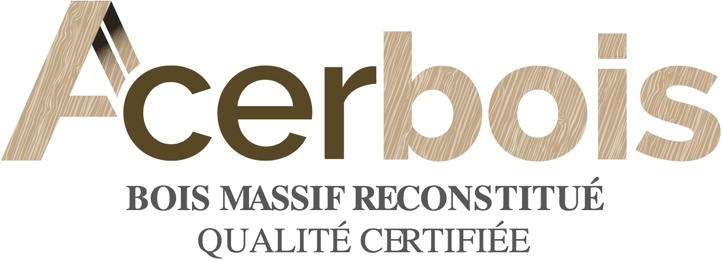 Acerbois
BOIS MASSIF RECONSTITUÉ
QUALITÉ CERTIFIÉE